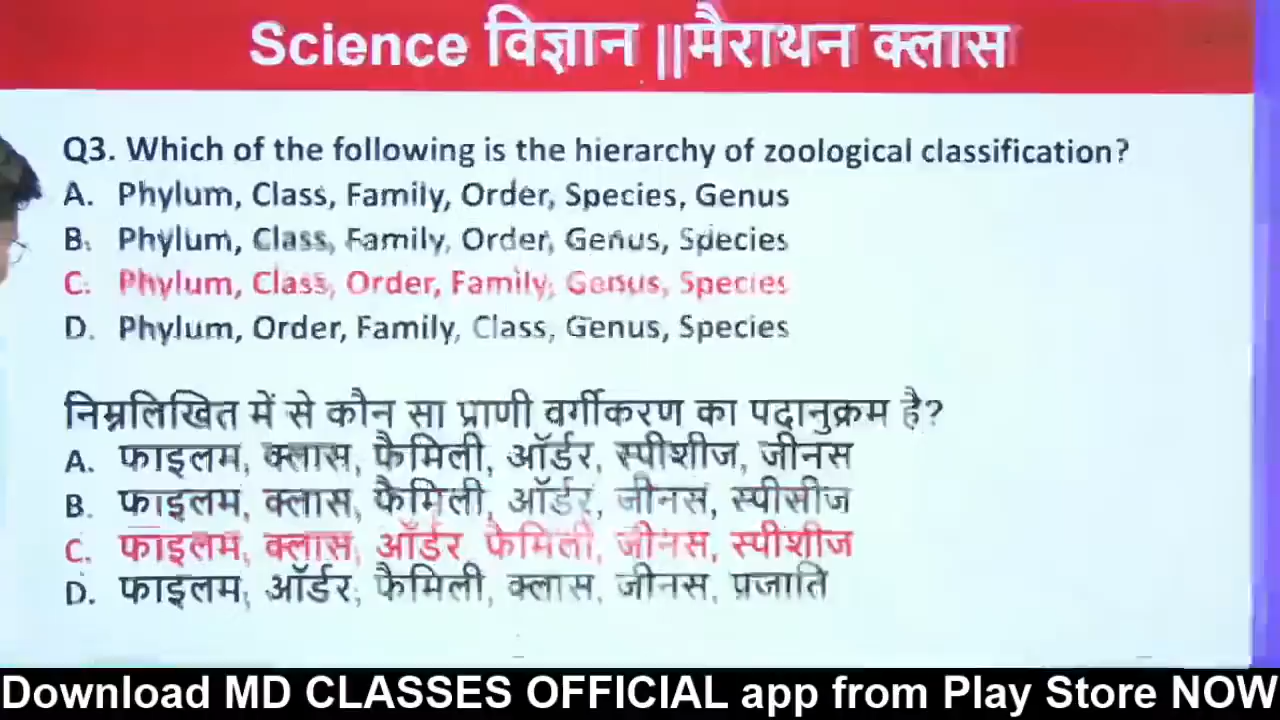 Science विज्ञान ||मैराथन क्लास
Q3. Which of the following is the hierarchy of zoological classification?
A. Phylum, Class, Family, Order, Species, Genus
B. Phylum, Class, Family, Order, Genus, Species
C. Phylum, Class, Order, Family, Genus, Species
D. Phylum, Order, Family, Class, Genus, Species
निम्नलिखित में से कौन सा प्राणी वर्गीकरण का पदानुक्रम है?
A. फाइलम, क्लास, फैमिली, ऑर्डर, स्पीशीज, जीनस
B. फाइलम, क्लास, फैमिली, ऑर्डर, जीनस, स्पीसीज
C. फाइलम, क्लास, ऑर्डर, फैमिली, जीनस, स्पीशीज
D. फाइलम, ऑर्डर, फैमिली, क्लास, जीनस, प्रजाति
Download MD CLASSES OFFICIAL app from Play Store NOW